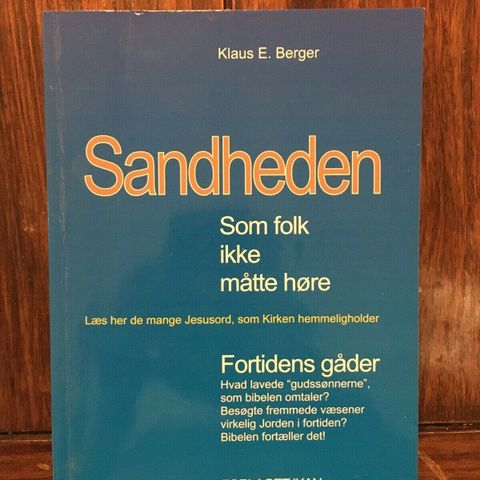 Klaus E. Berger
Sandheden
Som folk
ikke
måtte høre
Læs her de mange Jesusord, som Kirken hemmeligholder
Fortidens gåder
Hvad lavede "gudssønnerne",
som bibelen omtaler?
Besøgte fremmede væsener
virkelig Jorden i fortiden?
Bibelen fortæller det!